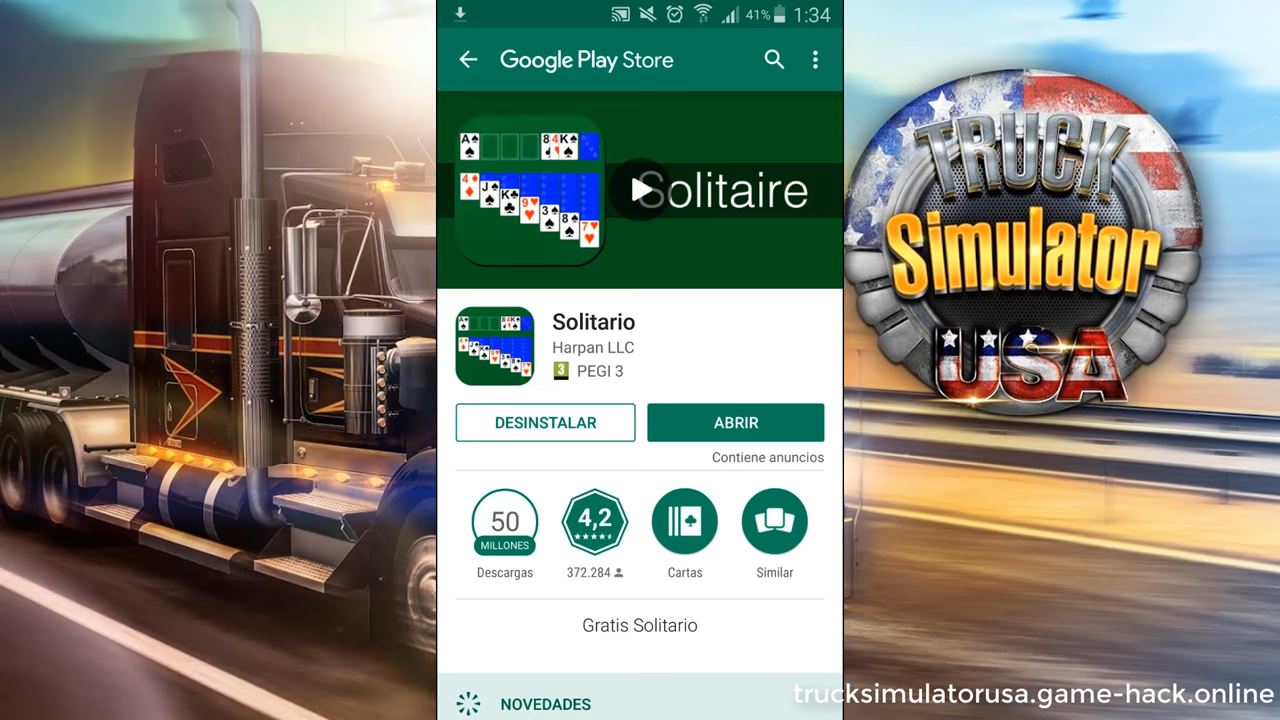 41% 1:34
Google Play Store
Solitaire
Solitario
Harpan LLC
3 PEGI 3
DESINSTALAR
ABRIR
Contiene anuncios
50
MILLONES
Descargas
4,2
372.284
Cartas
Similar
Gratis Solitario
NOVEDADES
TRUCK
Simulator
USA
trucksimulatorusa.game-hack.online